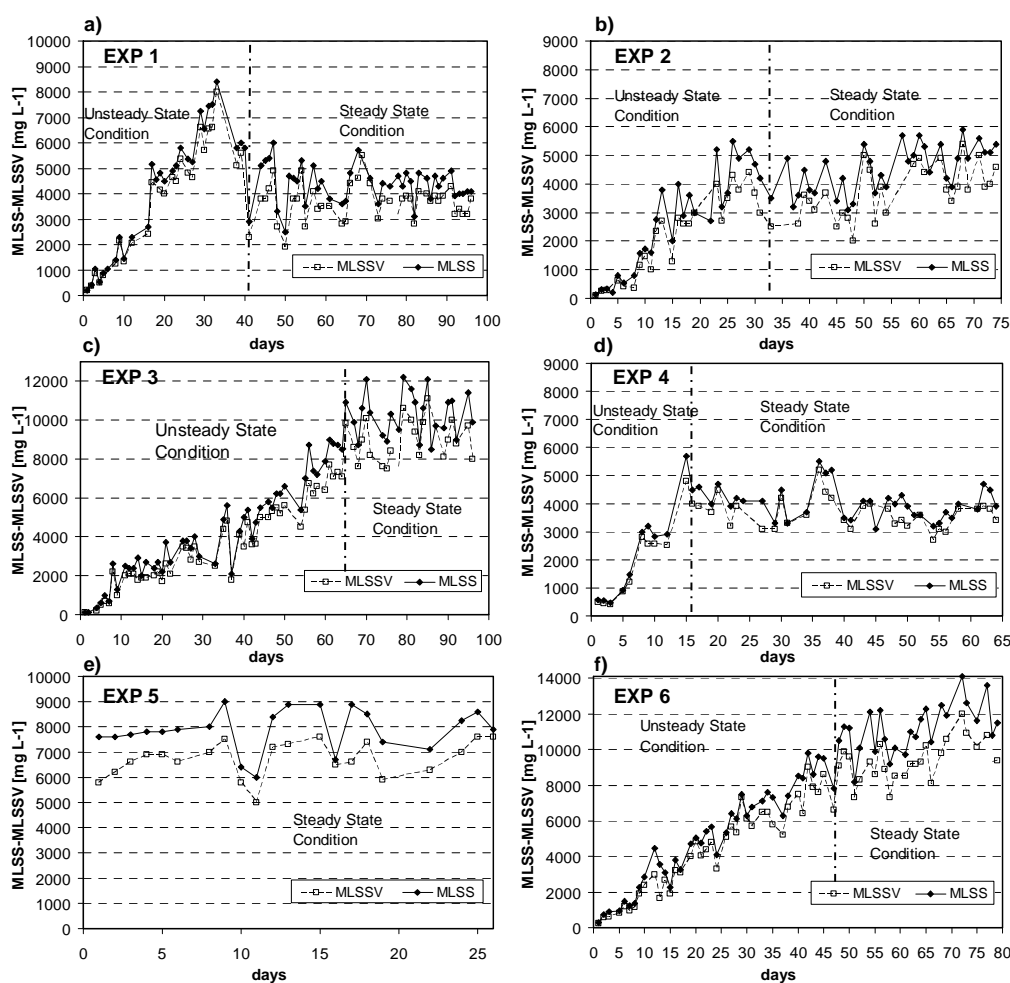 a)
EXP 1
MLSS-MLSSV [mg L-1]
10000
9000
8000
7000
6000
5000
4000
3000
2000
1000
0
Unsteady State
Condition
Steady State
Condition
MLSSV MLSS
0 10 20 30 40 50 60 70 80 90 100
days
b)
EXP 2
MLSS-MLSSV [mg L-1]
9000
8000
7000
6000
5000
4000
3000
2000
1000
0
Unsteady State
Condition
Steady State
Condition
MLSSV MLSS
0 5 10 15 20 25 30 35 40 45 50 55 60 65 70 75
days
c)
EXP 3
MLSS-MLSSV [mg L-1]
12000
10000
8000
6000
4000
2000
0
Unsteady State
Condition
Steady State
Condition
MLSSV MLSS
0 10 20 30 40 50 60 70 80 90 100
days
d)
EXP 4
MLSS-MLSSV [mg L-1]
9000
8000
7000
6000
5000
4000
3000
2000
1000
0
Unsteady State
Condition
Steady State
Condition
MLSSV MLSS
0 5 10 15 20 25 30 35 40 45 50 55 60 65
days
e)
EXP 5
MLSS-MLSSV [mg L-1]
10000
9000
8000
7000
6000
5000
4000
3000
2000
1000
0
Steady State
Condition
MLSSV MLSS
0 5 10 15 20 25
days
f)
EXP 6
MLSS-MLSSV [mg L-1]
14000
12000
10000
8000
6000
4000
2000
0
Unsteady State
Condition
Steady State
Condition
MLSSV MLSS
0 5 10 15 20 25 30 35 40 45 50 55 60 65 70 75 80
days